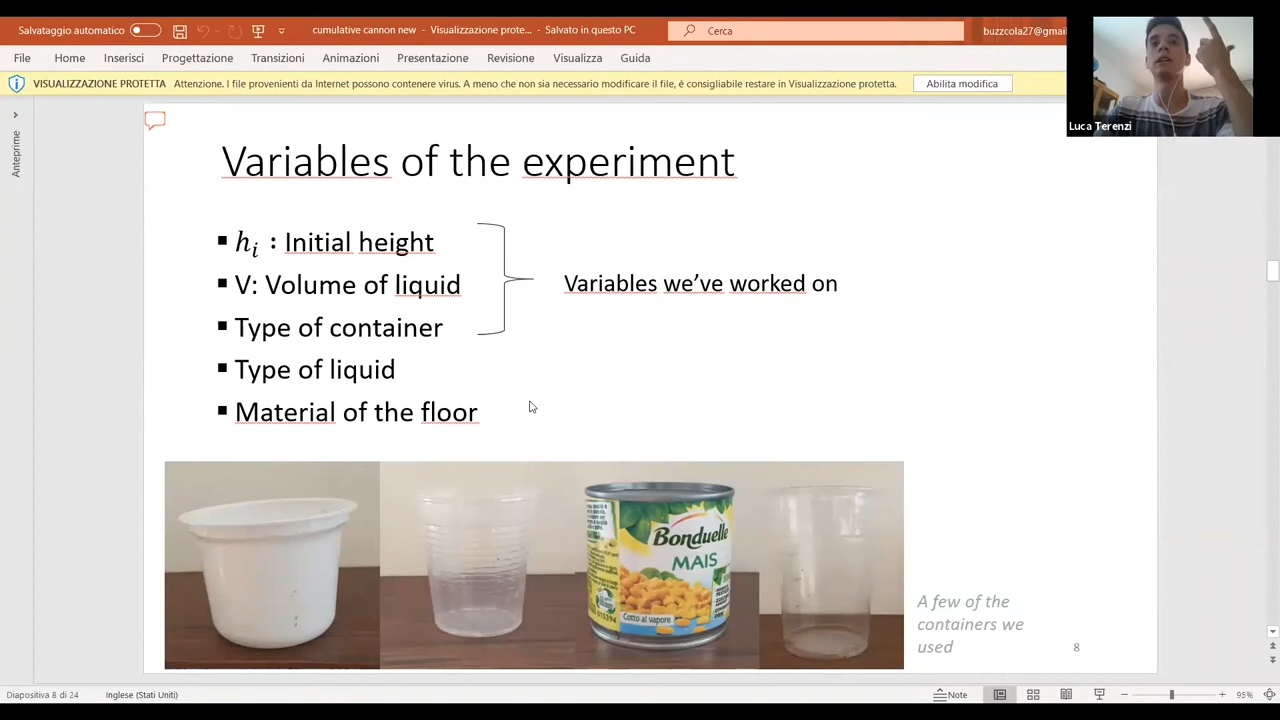 Salvataggio automatico
cumulative cannon new - Visualizzazione prote... - Salvato in questo PC
Cerca
buzzcola27@gmail
File Home Inserisci Progettazione Transizioni Animazioni Presentazione Revisione Visualizza Guida
VISUALIZZAZIONE PROTETTA Attenzione. I file provenienti da Internet possono contenere virus. A meno che non sia necessario modificare il file, è consigliabile restare in Visualizzazione protetta.
Abilita modifica
Luca Terenzi
Anteprime
Variables of the experiment
▪ hᵢ : Initial height
▪ V: Volume of liquid
▪ Type of container
▪ Type of liquid
▪ Material of the floor
Variables we've worked on
Bonduelle
MAIS
Cotto al vapore
A few of the
containers we
used
8
Diapositiva 8 di 24
Inglese (Stati Uniti)
Note
95%